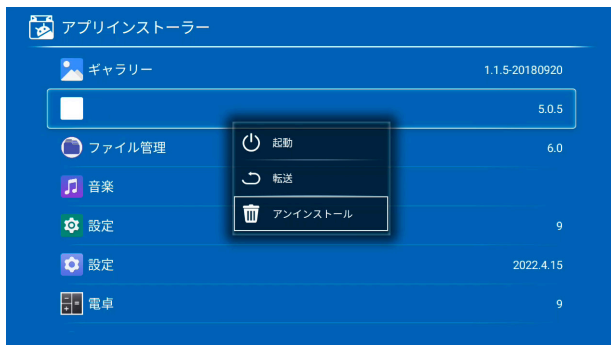 アプリインストーラー
ギャラリー 1.1.5-20180920
5.0.5
起動
ファイル管理 6.0
転送
音楽
アンインストール
設定 9
設定 2022.4.15
電卓 9